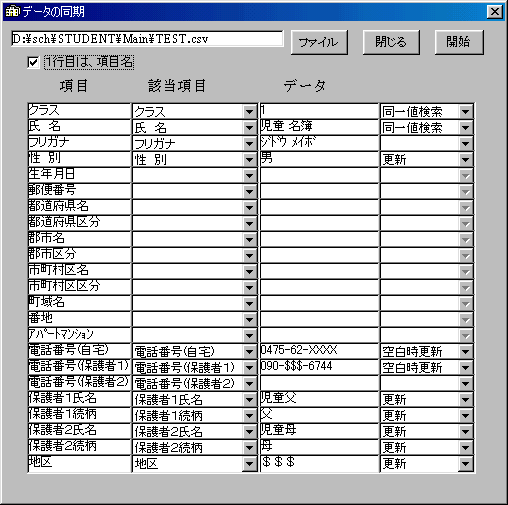 データの同期
D:¥sch¥STUDENT¥Main¥TEST.csv ファイル 閉じる 開始
1行目は、項目名
項目 該当項目 データ
クラス クラス 1 同一値検索
氏 名 氏 名 児童 名簿 同一値検索
フリガナ フリガナ ｼﾞﾄﾞｳ ﾒｲﾎﾞ
性 別 性 別 男 更新
生年月日
郵便番号
都道府県名
都道府県区分
郡市名
郡市区分
市町村区名
市町村区区分
町域名
番地
ｱﾊﾟｰﾄマンション
電話番号(自宅) 電話番号(自宅) 0475-62-XXXX 空白時更新
電話番号(保護者1) 電話番号(保護者1) 090-$$$-6744 空白時更新
電話番号(保護者2) 電話番号(保護者2)
保護者1氏名 保護者1氏名 児童父 更新
保護者1続柄 保護者1続柄 父 更新
保護者2氏名 保護者2氏名 児童母 更新
保護者2続柄 保護者2続柄 母 更新
地区 地区 ＄＄＄ 更新